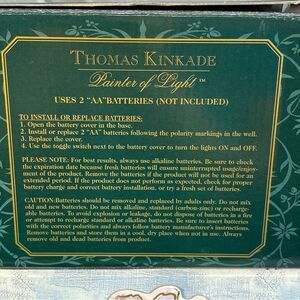 THOMAS KINKADE
Painter of Light ™
USES 2 "AA"BATTERIES (NOT INCLUDED)
TO INSTALL OR REPLACE BATTERIES:
1. Open the battery cover in the base.
2. Install or replace 2 "AA" batteries following the polarity markings in the well.
3. Replace the cover.
4. Use the toggle switch next to the battery cover to turn the lights ON and OFF.
PLEASE NOTE: For best results, always use alkaline batteries. Be sure to check
the expiration date because fresh batteries will ensure uninterrupted usage/enjoy-
ment of the product. Remove the batteries if the product will not be used for an
extended period. If the product does not perform as expected, check for proper
battery charge and correct battery installation, or try a fresh set of batteries.
CAUTION:Batteries should be removed and replaced by adults only. Do not mix
old and new batteries. Do not mix alkaline, standard (carbon-zinc) or recharge-
able batteries. To avoid explosion or leakage, do not dispose of batteries in a fire
or attempt to recharge standard or alkaline batteries. Be sure to insert batteries
with the correct polarities and always follow battery manufacturer's instructions.
Remove batteries and store them in a cool, dry place when not in use. Always
remove old and dead batteries from product.